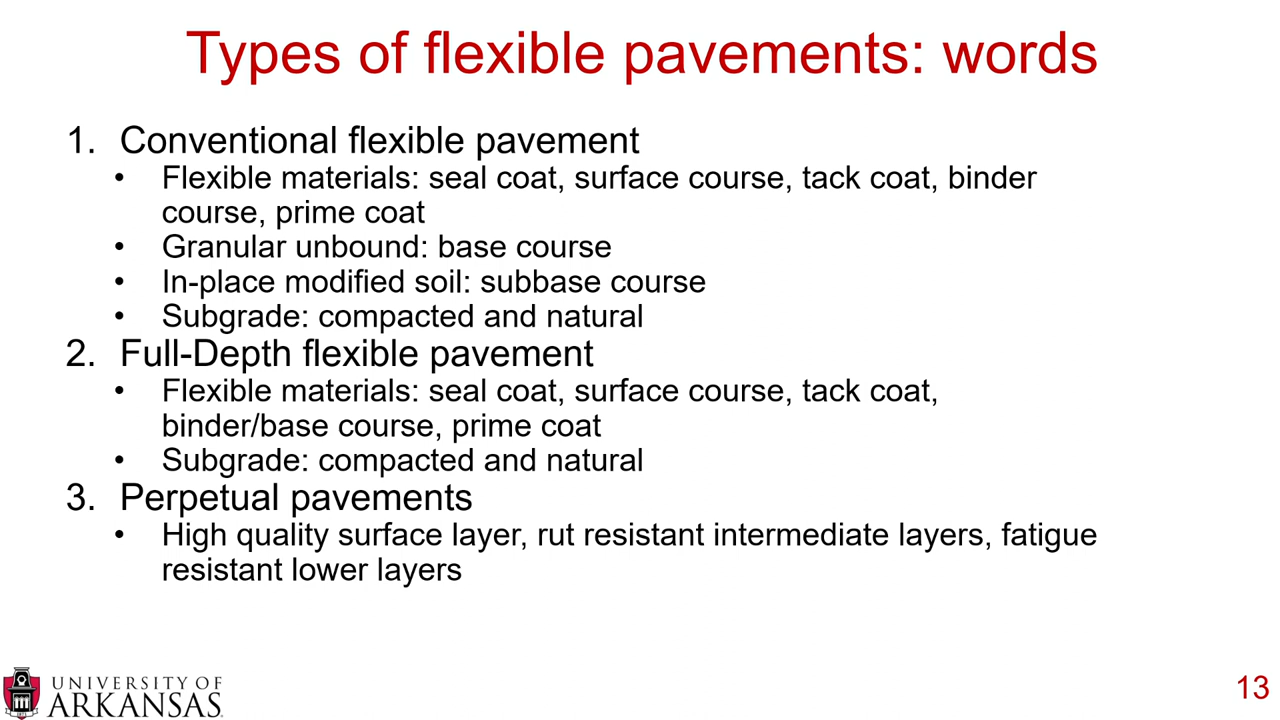 Types of flexible pavements: words
1. Conventional flexible pavement
• Flexible materials: seal coat, surface course, tack coat, binder
course, prime coat
• Granular unbound: base course
• In-place modified soil: subbase course
• Subgrade: compacted and natural
2. Full-Depth flexible pavement
• Flexible materials: seal coat, surface course, tack coat,
binder/base course, prime coat
• Subgrade: compacted and natural
3. Perpetual pavements
• High quality surface layer, rut resistant intermediate layers, fatigue
resistant lower layers
UNIVERSITY OF
ARKANSAS
13